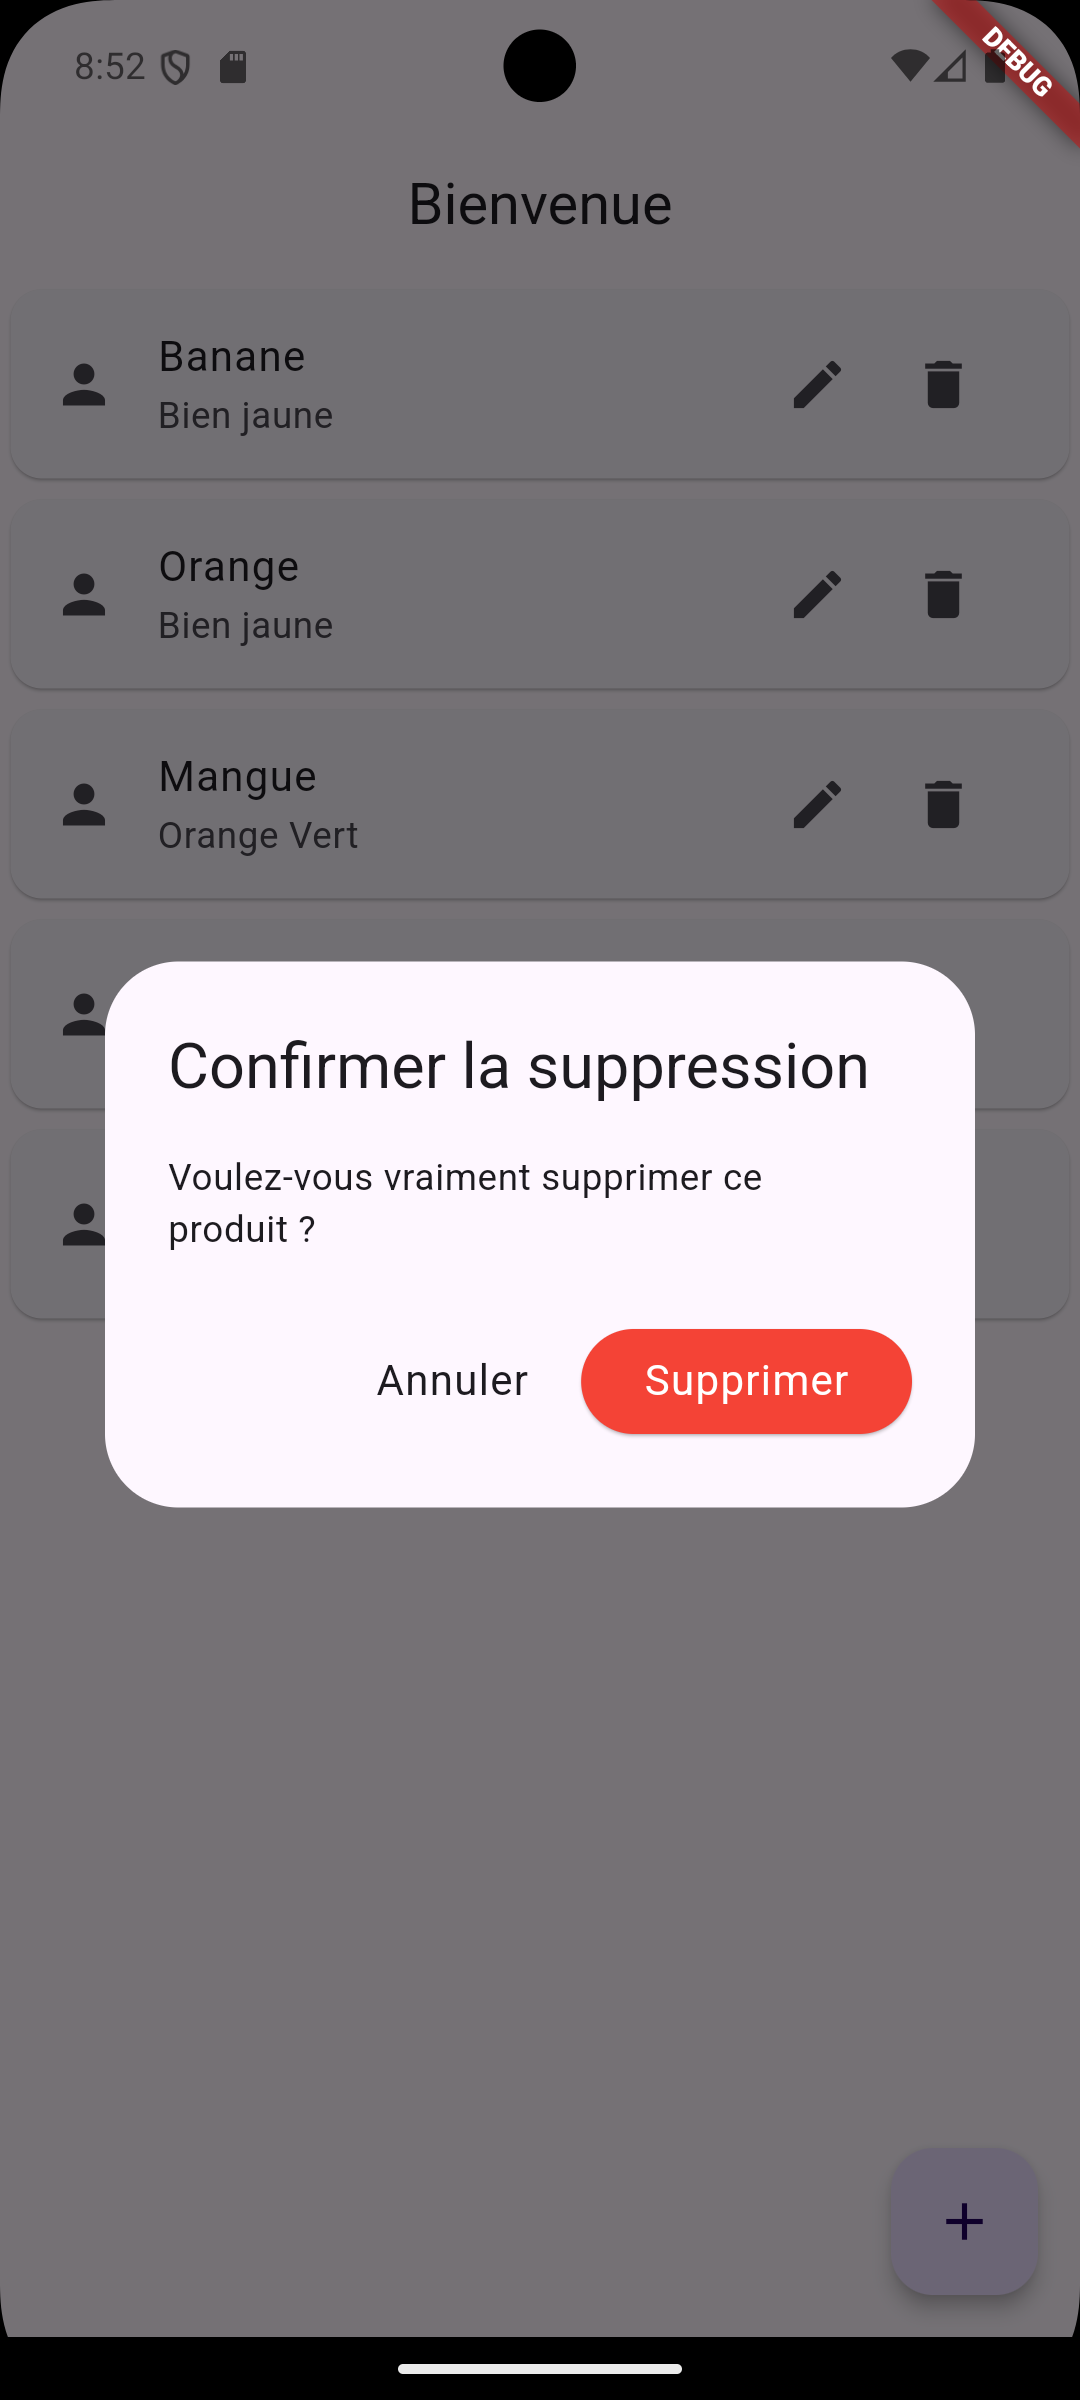 8:52
DEBUG
Bienvenue
Banane
Bien jaune
Orange
Bien jaune
Mangue
Orange Vert
Confirmer la suppression
Voulez-vous vraiment supprimer ce
produit ?
Annuler
Supprimer